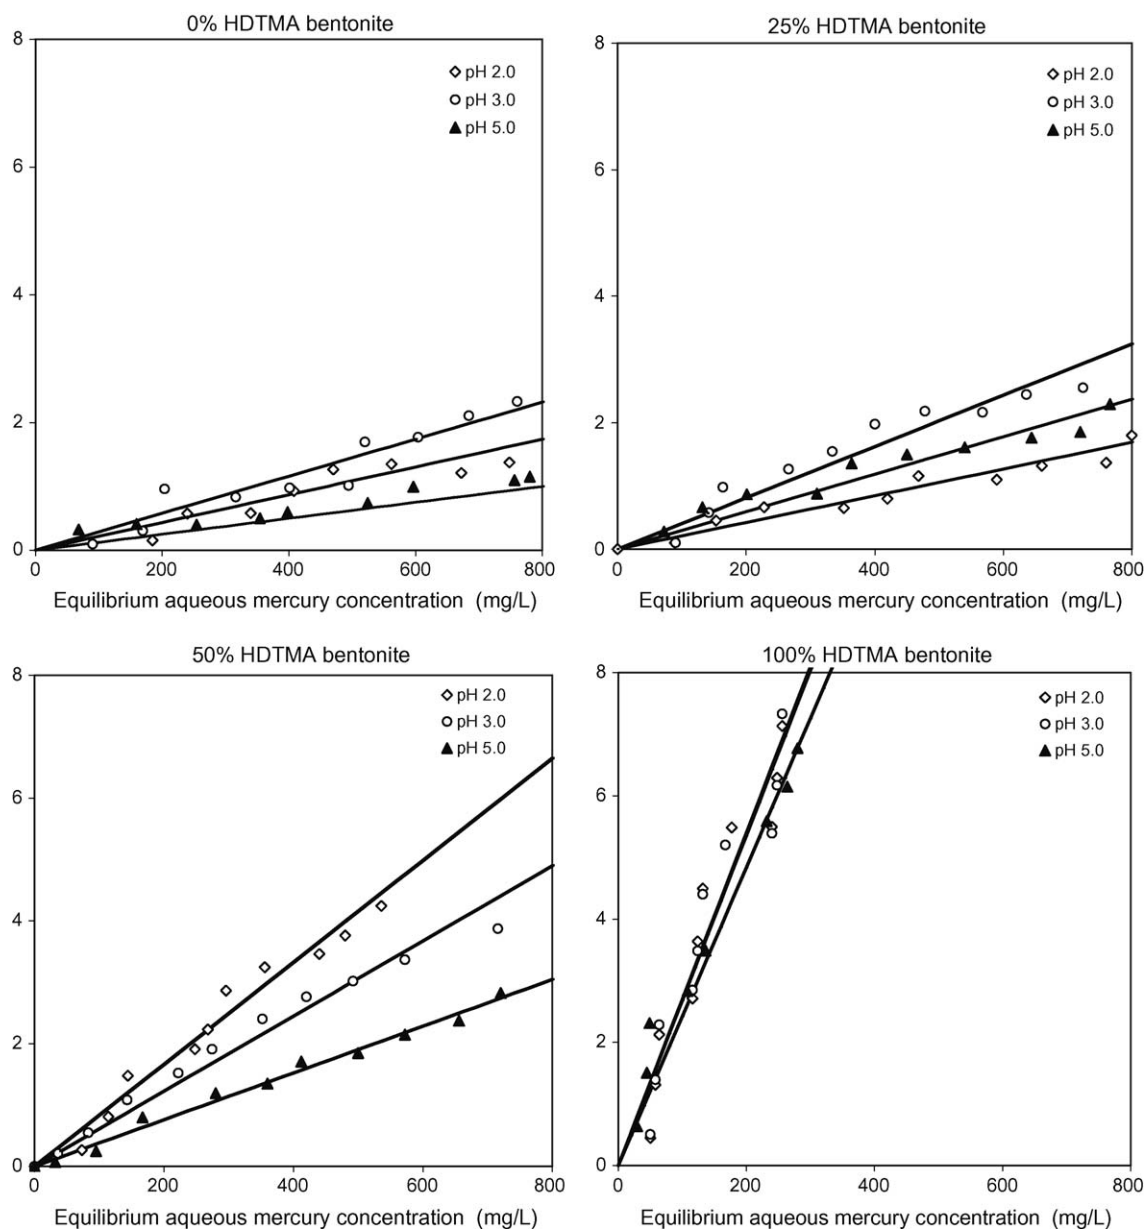 0% HDTMA bentonite
8
6
4
2
0
pH 2.0
pH 3.0
pH 5.0
0 200 400 600 800
Equilibrium aqueous mercury concentration (mg/L)
25% HDTMA bentonite
8
6
4
2
0
pH 2.0
pH 3.0
pH 5.0
0 200 400 600 800
Equilibrium aqueous mercury concentration (mg/L)
50% HDTMA bentonite
8
6
4
2
0
pH 2.0
pH 3.0
pH 5.0
0 200 400 600 800
Equilibrium aqueous mercury concentration (mg/L)
100% HDTMA bentonite
8
6
4
2
0
pH 2.0
pH 3.0
pH 5.0
0 200 400 600 800
Equilibrium aqueous mercury concentration (mg/L)